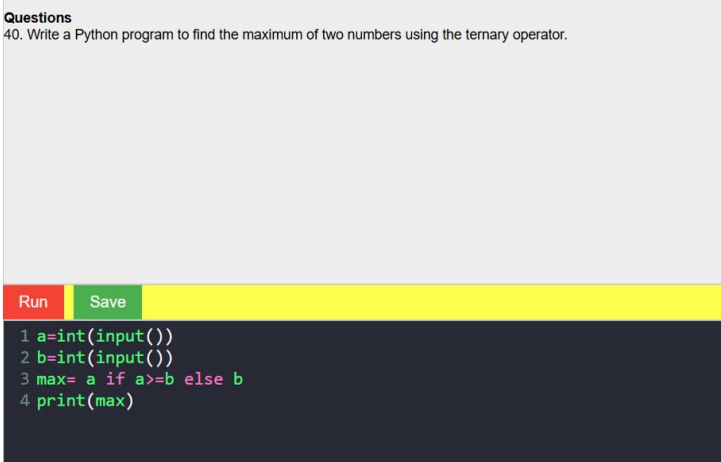 Questions
40. Write a Python program to find the maximum of two numbers using the ternary operator.
Run Save
1 a=int(input())
2 b=int(input())
3 max= a if a>=b else b
4 print(max)